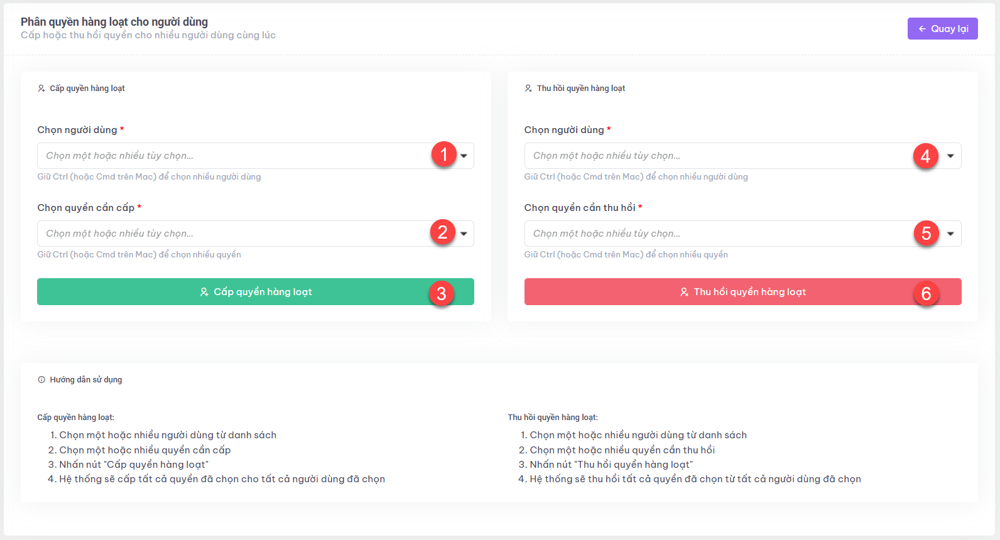 Phân quyền hàng loạt cho người dùng
Cấp hoặc thu hồi quyền cho nhiều người dùng cùng lúc
Quay lại
Cấp quyền hàng loạt
Chọn người dùng *
Chọn một hoặc nhiều tùy chọn...
1
Giữ Ctrl (hoặc Cmd trên Mac) để chọn nhiều người dùng
Chọn quyền cần cấp *
Chọn một hoặc nhiều tùy chọn...
2
Giữ Ctrl (hoặc Cmd trên Mac) để chọn nhiều quyền
Cấp quyền hàng loạt
3
Thu hồi quyền hàng loạt
Chọn người dùng *
Chọn một hoặc nhiều tùy chọn...
4
Giữ Ctrl (hoặc Cmd trên Mac) để chọn nhiều người dùng
Chọn quyền cần thu hồi *
Chọn một hoặc nhiều tùy chọn...
5
Giữ Ctrl (hoặc Cmd trên Mac) để chọn nhiều quyền
Thu hồi quyền hàng loạt
6
Hướng dẫn sử dụng
Cấp quyền hàng loạt:
1. Chọn một hoặc nhiều người dùng từ danh sách
2. Chọn một hoặc nhiều quyền cần cấp
3. Nhấn nút "Cấp quyền hàng loạt"
4. Hệ thống sẽ cấp tất cả quyền đã chọn cho tất cả người dùng đã chọn
Thu hồi quyền hàng loạt:
1. Chọn một hoặc nhiều người dùng từ danh sách
2. Chọn một hoặc nhiều quyền cần thu hồi
3. Nhấn nút "Thu hồi quyền hàng loạt"
4. Hệ thống sẽ thu hồi tất cả quyền đã chọn từ tất cả người dùng đã chọn